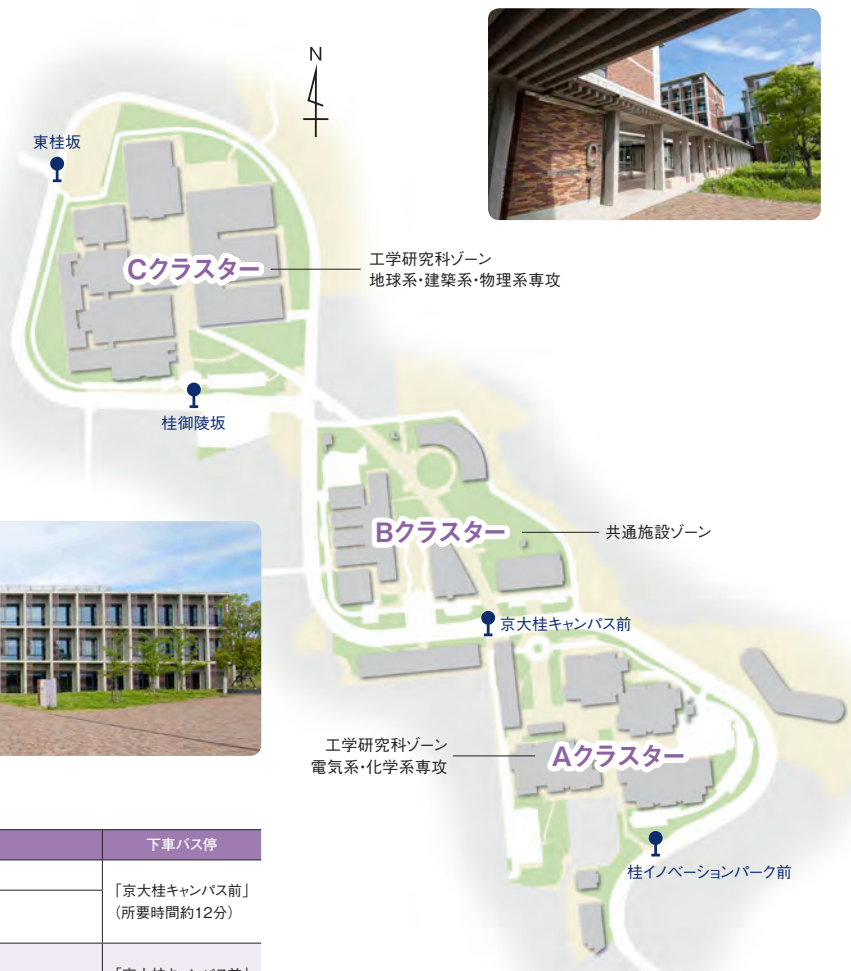 N
東桂坂
Cクラスター
工学研究科ゾーン
地球系・建築系・物理系専攻
桂御陵坂
Bクラスター
共通施設ゾーン
京大桂キャンパス前
工学研究科ゾーン
電気系・化学系専攻
Aクラスター
桂イノベーションパーク前
下車バス停
「京大桂キャンパス前」
(所要時間約12分)